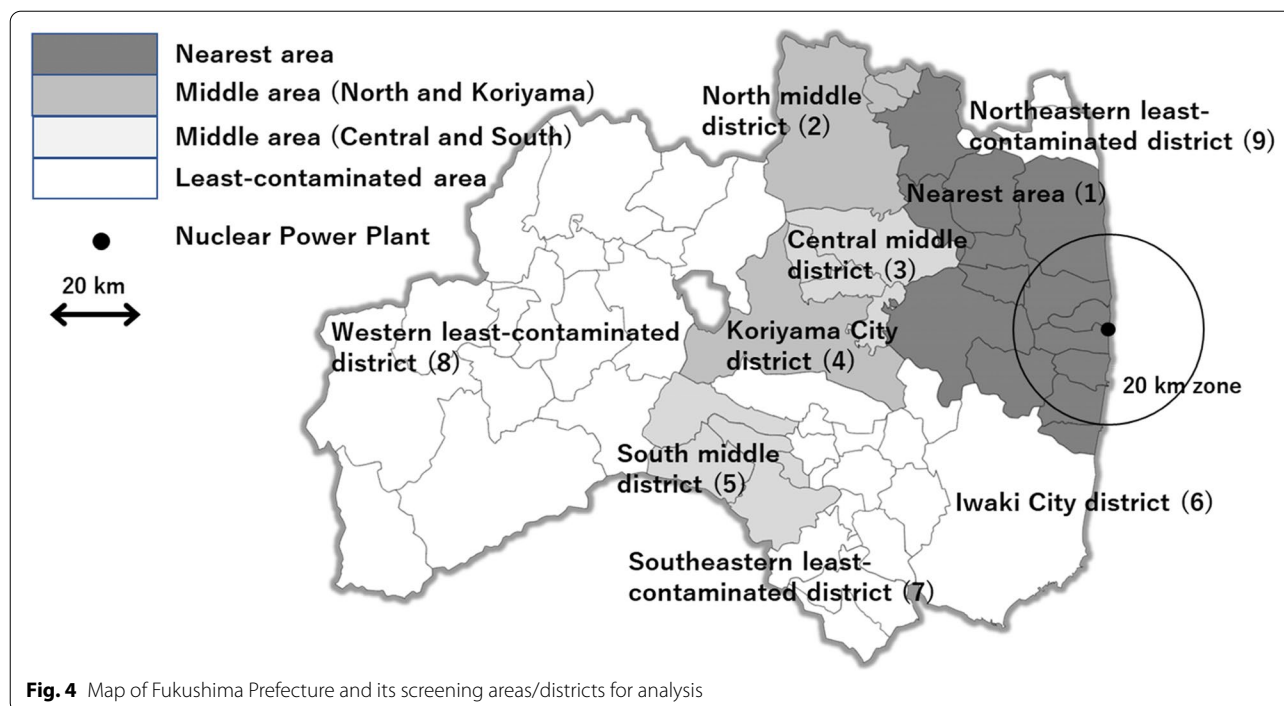 Nearest area
Middle area (North and Koriyama)
Middle area (Central and South)
Least-contaminated area
Nuclear Power Plant
20 km
North middle
district (2)
Northeastern least-
contaminated district (9)
Nearest area (1)
Central middle
district (3)
Western least-contaminated
district (8)
Koriyama City
district (4)
20 km zone
South middle
district (5)
Iwaki City district (6)
Southeastern least-
contaminated district (7)
Fig. 4 Map of Fukushima Prefecture and its screening areas/districts for analysis